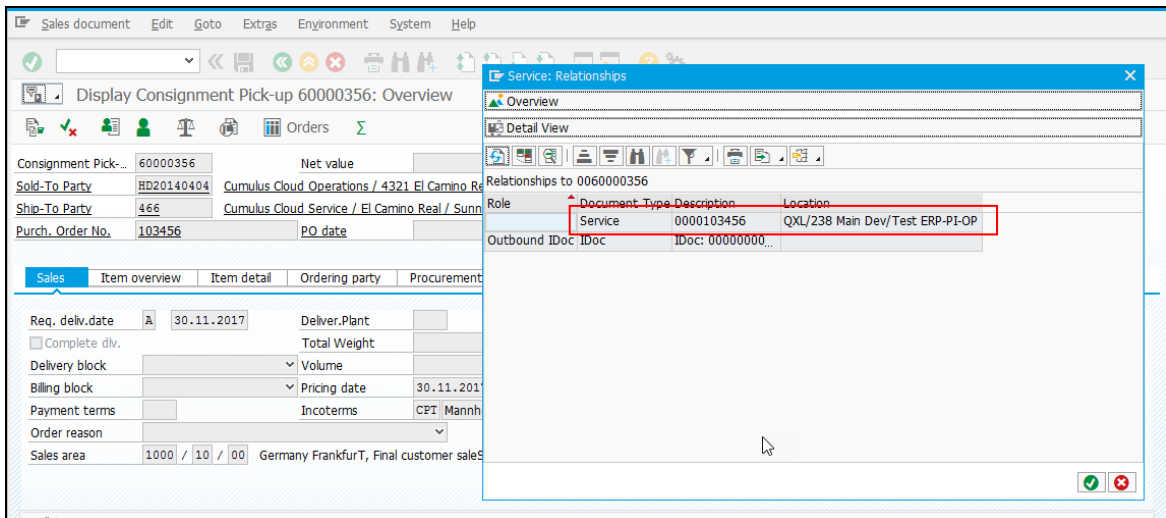 Sales document Edit Goto Extras Environment System Help
Display Consignment Pick-up 60000356: Overview
Orders
Consignment Pick-... 60000356 Net value
Sold-To Party HD20140404 Cumulus Cloud Operations / 4321 El Camino Re
Ship-To Party 466 Cumulus Cloud Service / El Camino Real / Sunn
Purch. Order No. 103456 PO date
Sales Item overview Item detail Ordering party Procurement
Req. deliv.date A 30.11.2017 Deliver.Plant
Complete dlv. Total Weight
Delivery block Volume
Billing block Pricing date 30.11.201
Payment terms Incoterms CPT Mannh
Order reason
Sales area 1000 / 10 / 00 Germany FrankfurT, Final customer saleS
Service: Relationships
Overview
Detail View
Relationships to 0060000356
Role Document Type Description Location
Service 0000103456 QXL/238 Main Dev/Test ERP-PI-OP
Outbound IDoc IDoc IDoc: 00000000...